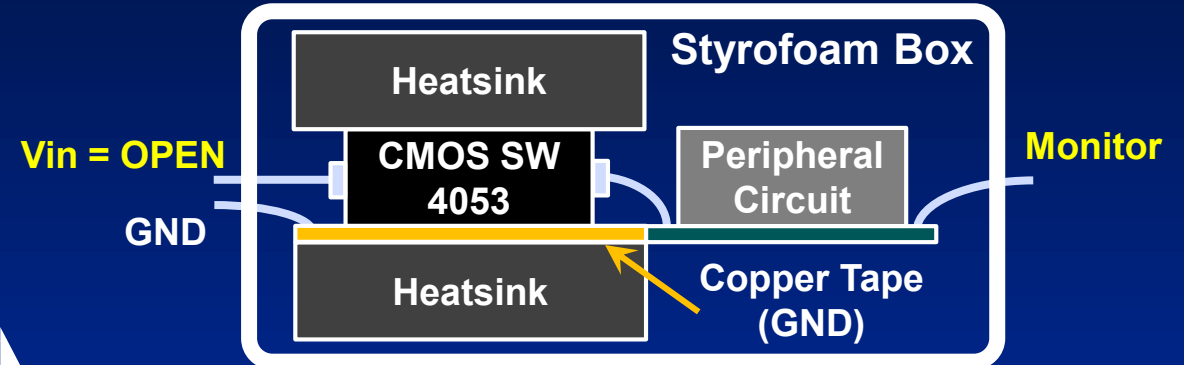 Styrofoam Box
Heatsink
Vin = OPEN
CMOS SW
4053
Peripheral
Circuit
Monitor
GND
Heatsink
Copper Tape
(GND)